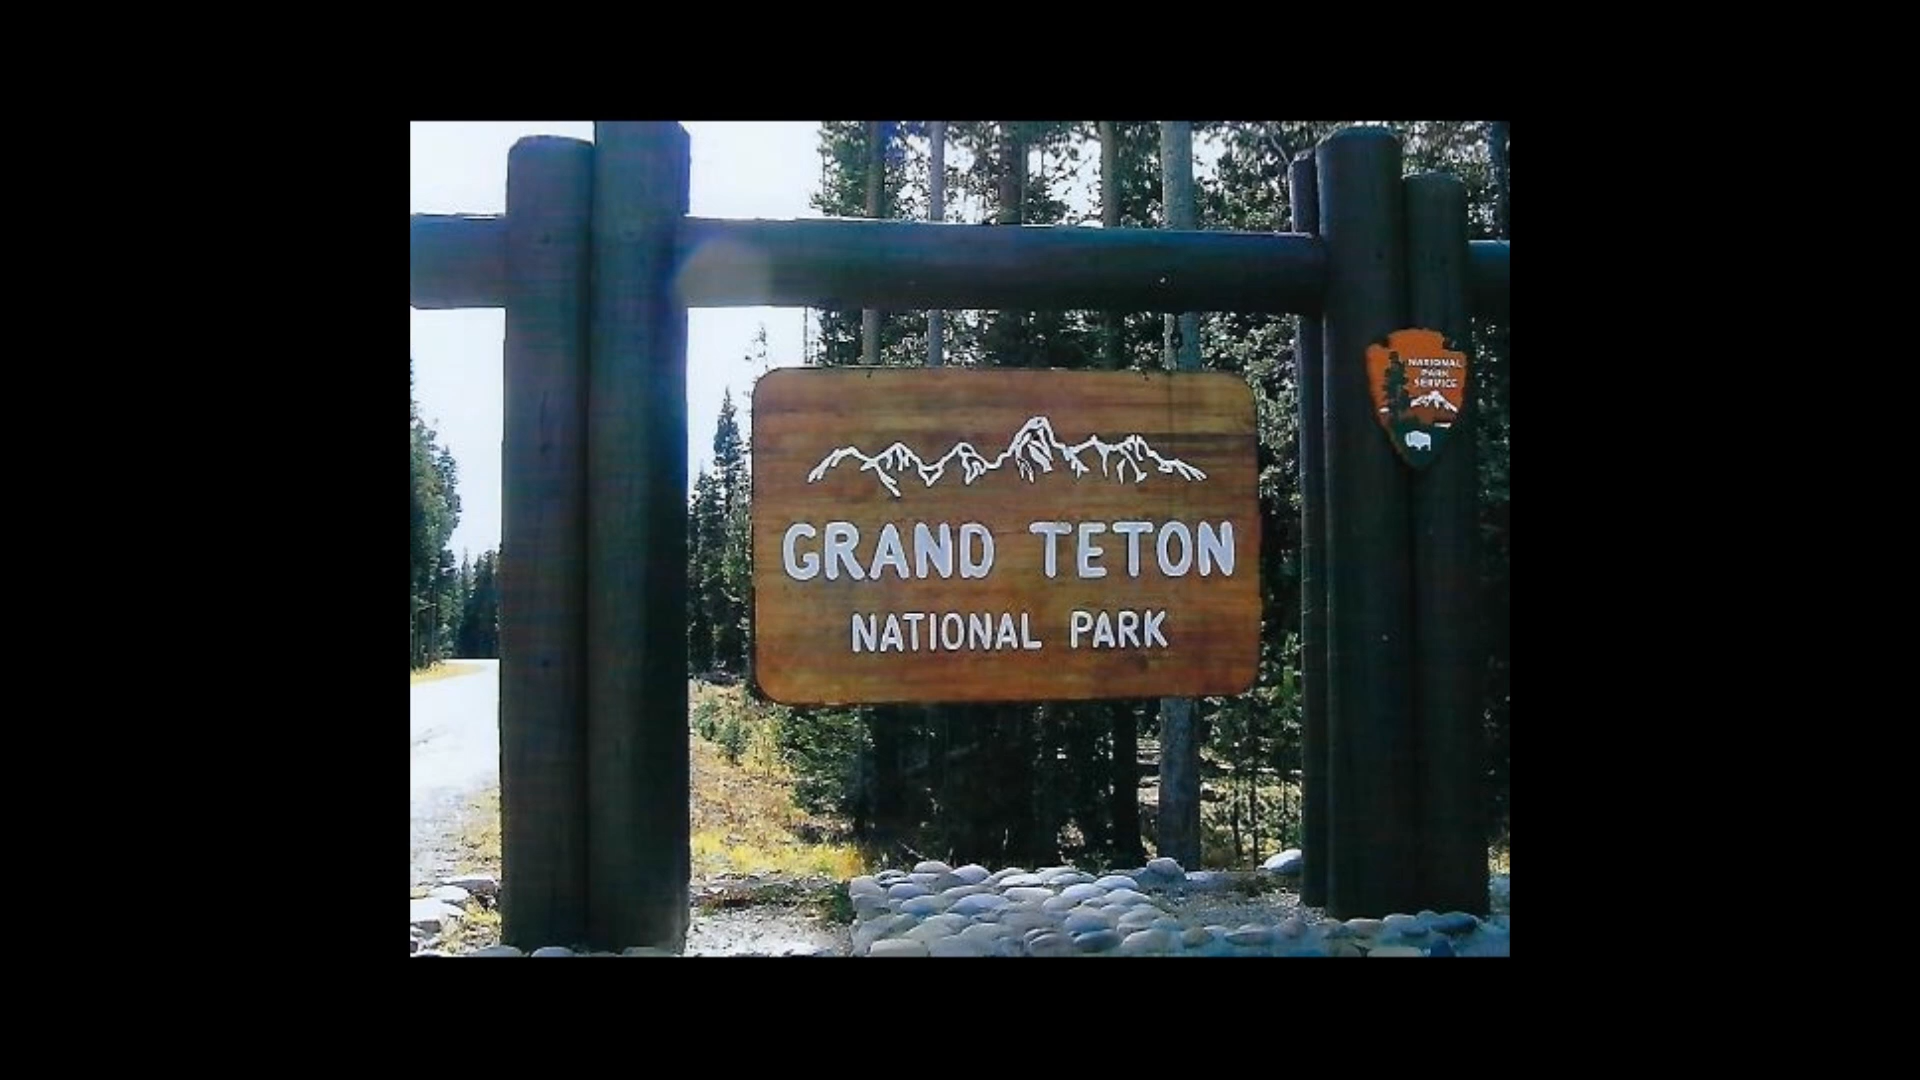 GRAND TETON
NATIONAL PARK
NATIONAL
PARK
SERVICE